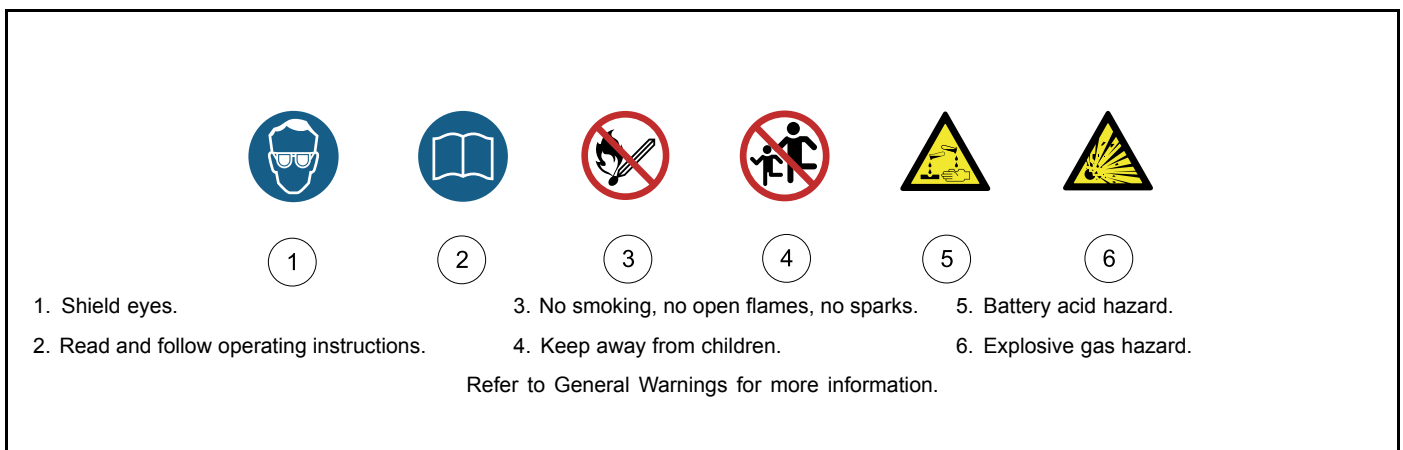 1 2 3 4 5 6
1. Shield eyes.
2. Read and follow operating instructions.
3. No smoking, no open flames, no sparks.
4. Keep away from children.
5. Battery acid hazard.
6. Explosive gas hazard.
Refer to General Warnings for more information.